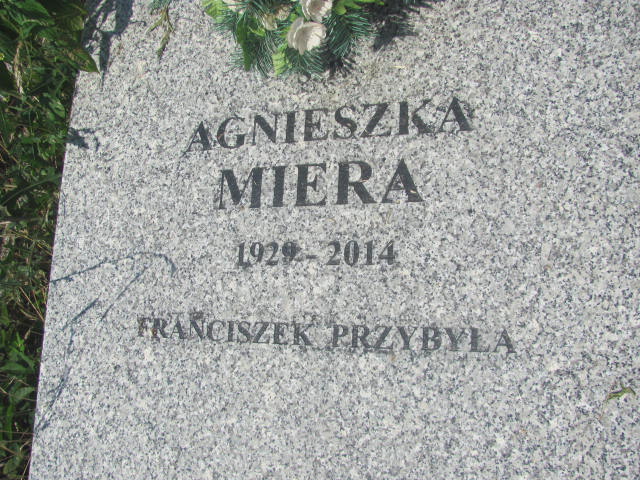 AGNIESZKA
MIERA
1929 - 2014
FRANCISZEK PRZYBYŁA